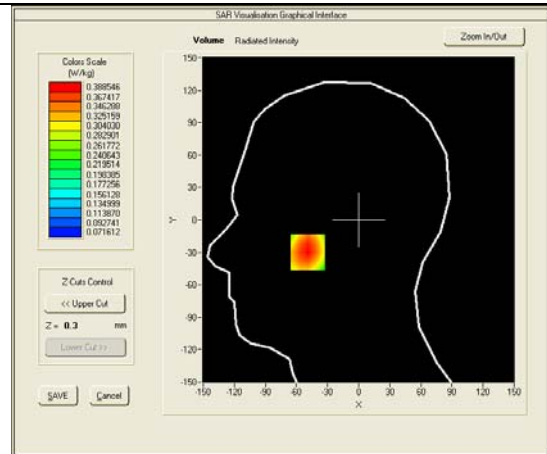 SAR Visualisation Graphical Interface
Volume Radiated Intensity
Zoom In/Out
Colors Scale
(W/kg)
0.388546
0.367417
0.346288
0.325159
0.304030
0.282901
0.261772
0.240643
0.219514
0.198385
0.177256
0.156128
0.134999
0.113870
0.092741
0.071612
Z Cuts Control
<< Upper Cut
Z = 0.3 mm
Lower Cut >>
SAVE Cancel
150
120
90
60
30
0
-30
-60
-90
-120
-150
Y
-150 -120 -90 -60 -30 0 30 60 90 120 150
X